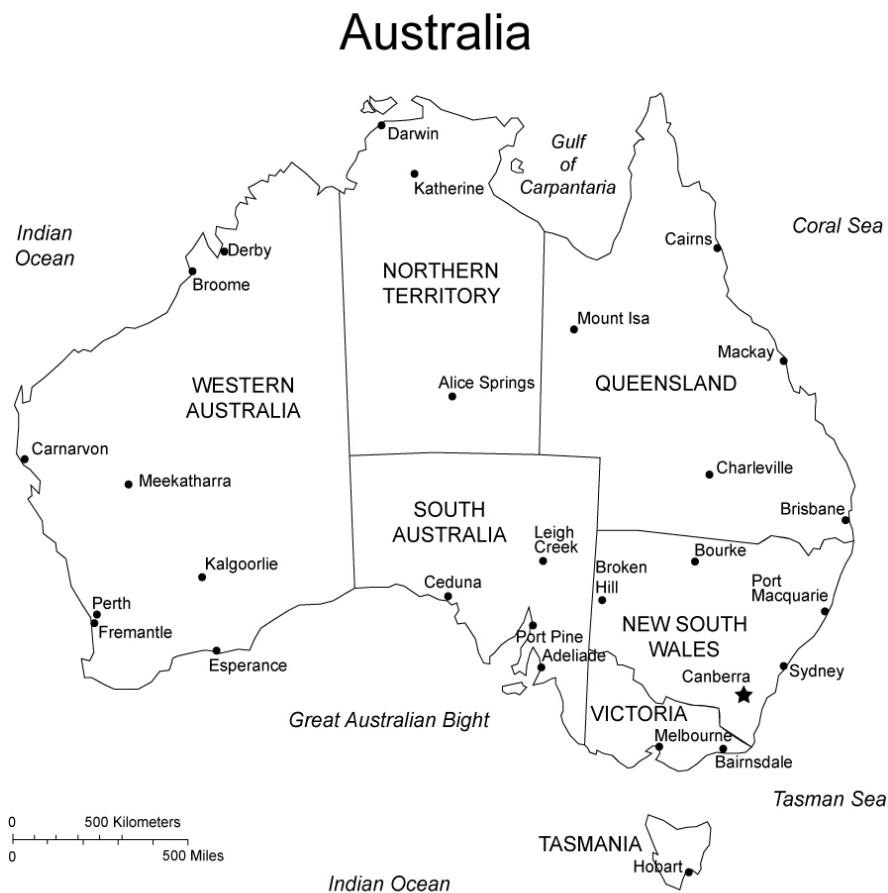 Australia
Darwin
Katherine
Gulf
of
Carpantaria
Indian
Ocean
Coral Sea
Cairns
Derby
Broome
NORTHERN
TERRITORY
Mount Isa
Mackay
WESTERN
AUSTRALIA
Alice Springs
QUEENSLAND
Carnarvon
Meekatharra
Charleville
SOUTH
AUSTRALIA
Brisbane
Leigh
Creek
Bourke
Kalgoorlie
Ceduna
Broken
Hill
Port
Macquarie
Perth
Fremantle
Port Pine
NEW SOUTH
WALES
Adeliade
Esperance
Canberra
Sydney
Great Australian Bight
VICTORIA
Melbourne
Bairnsdale
Tasman Sea
0 500 Kilometers
0 500 Miles
TASMANIA
Hobart
Indian Ocean